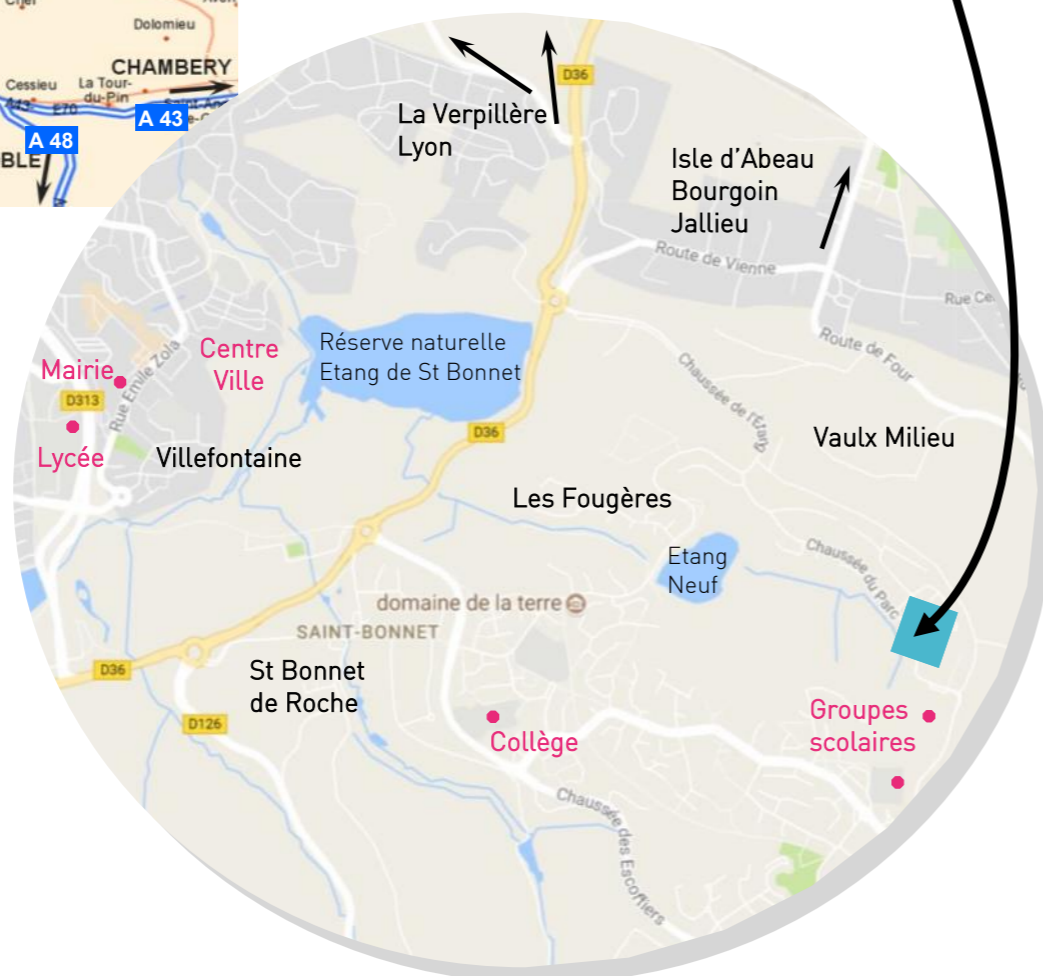 Dolomieu
CHAMBERY
Cessieu
La Tour-
du-Pin
E70
A 43
A 48
BLE
D36
La Verpillère
Lyon
Isle d'Abeau
Bourgoin
Jallieu
Route de Vienne
Rue Ce
Route de Four
Réserve naturelle
Etang de St Bonnet
Centre
Ville
Mairie
Rue Emile Zola
D313
Lycée
Villefontaine
D36
Chaussée de l'Étang
Vaulx Milieu
Les Fougères
Etang
Neuf
Chaussée du Parc
domaine de la terre
SAINT-BONNET
D36
St Bonnet
de Roche
D126
Collège
Groupes
scolaires
Chaussée des Escoffiers